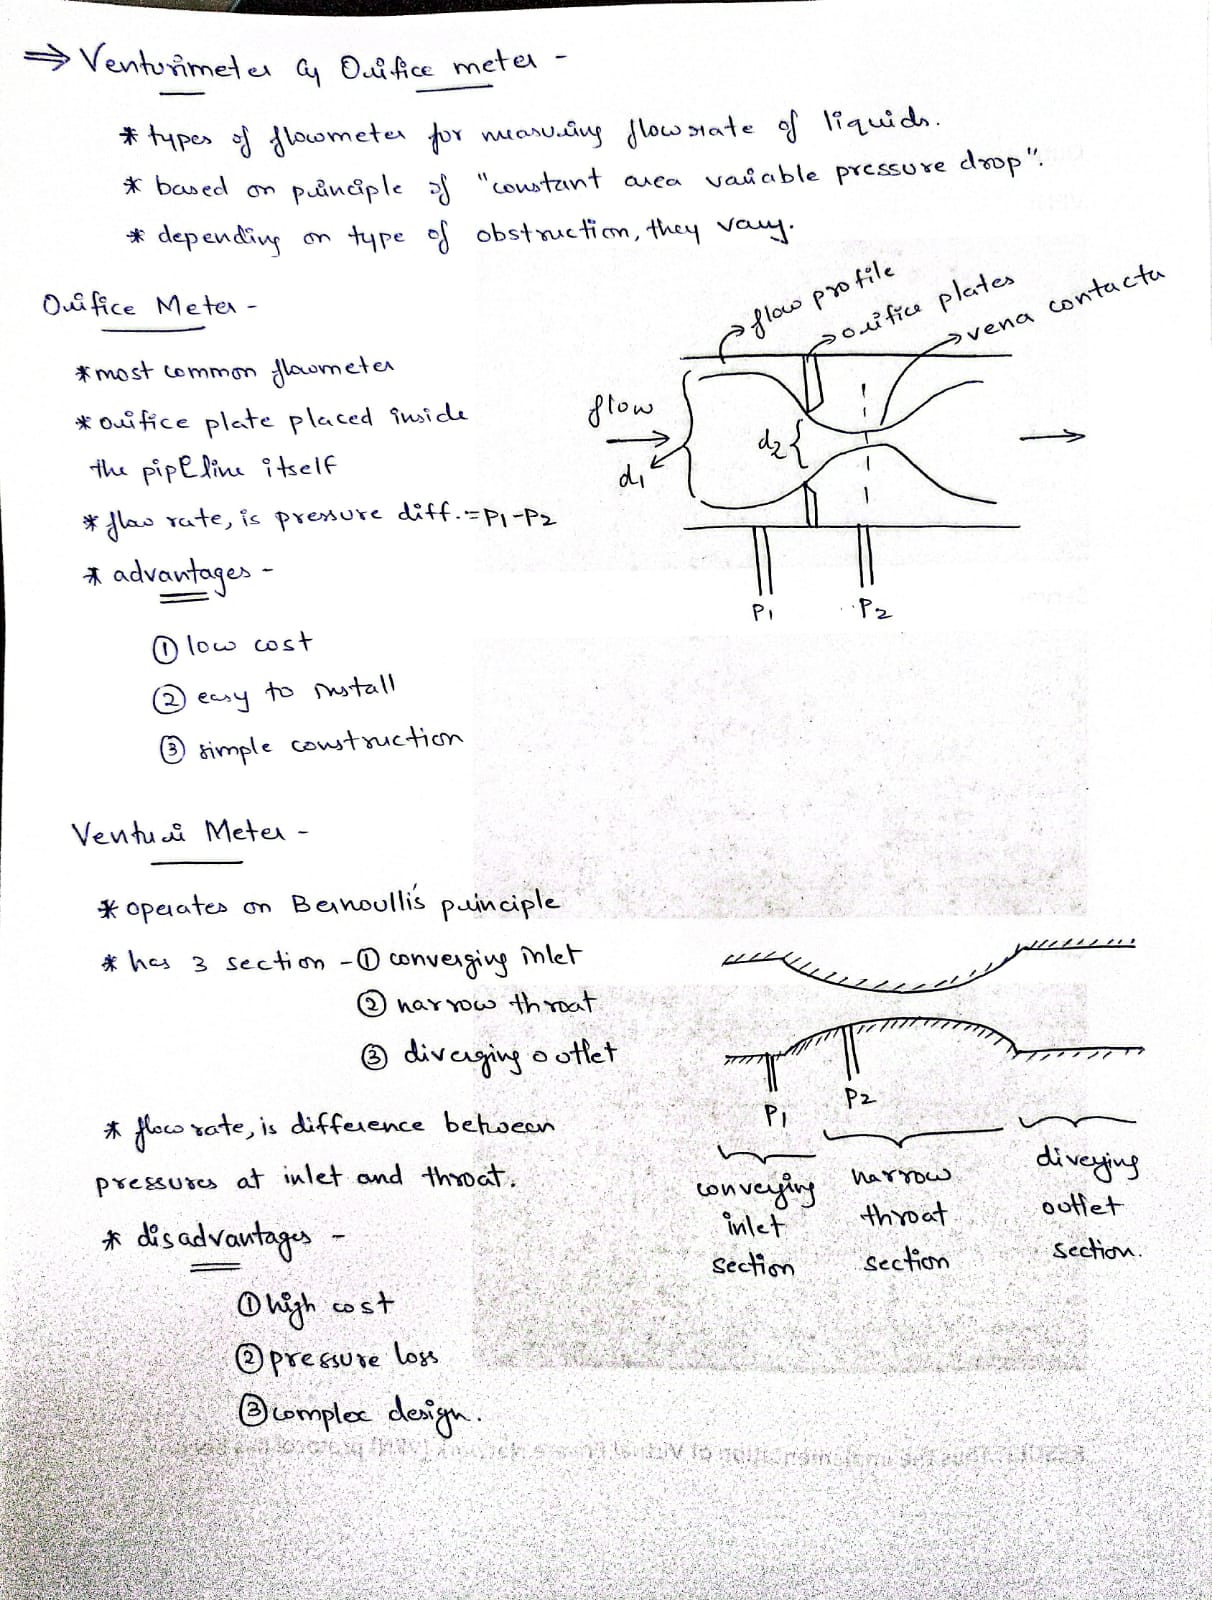 ⇒ Venturimeter & Orifice meter -
* types of flowmeter for measuring flow rate of liquids.
* based on principle of "constant area variable pressure drop".
* depending on type of obstruction, they vary.
Orifice Meter -
* most common flowmeter
* orifice plate placed inside
the pipeline itself
* flow rate, is pressure diff. = P1-P2
* advantages -
① low cost
② easy to install
③ simple construction
flow profile
orifice plates
vena contacta
flow
d1
d2
P1
P2
Venturi Meter -
* operates on Bernoulli's principle
* has 3 section - ① converging inlet
② narrow throat
③ diverging outlet
* flow rate, is difference between
pressures at inlet and throat.
* disadvantages -
① high cost
② pressure loss
③ complex design.
P1
P2
converging
inlet
section
narrow
throat
section
diverging
outlet
section.